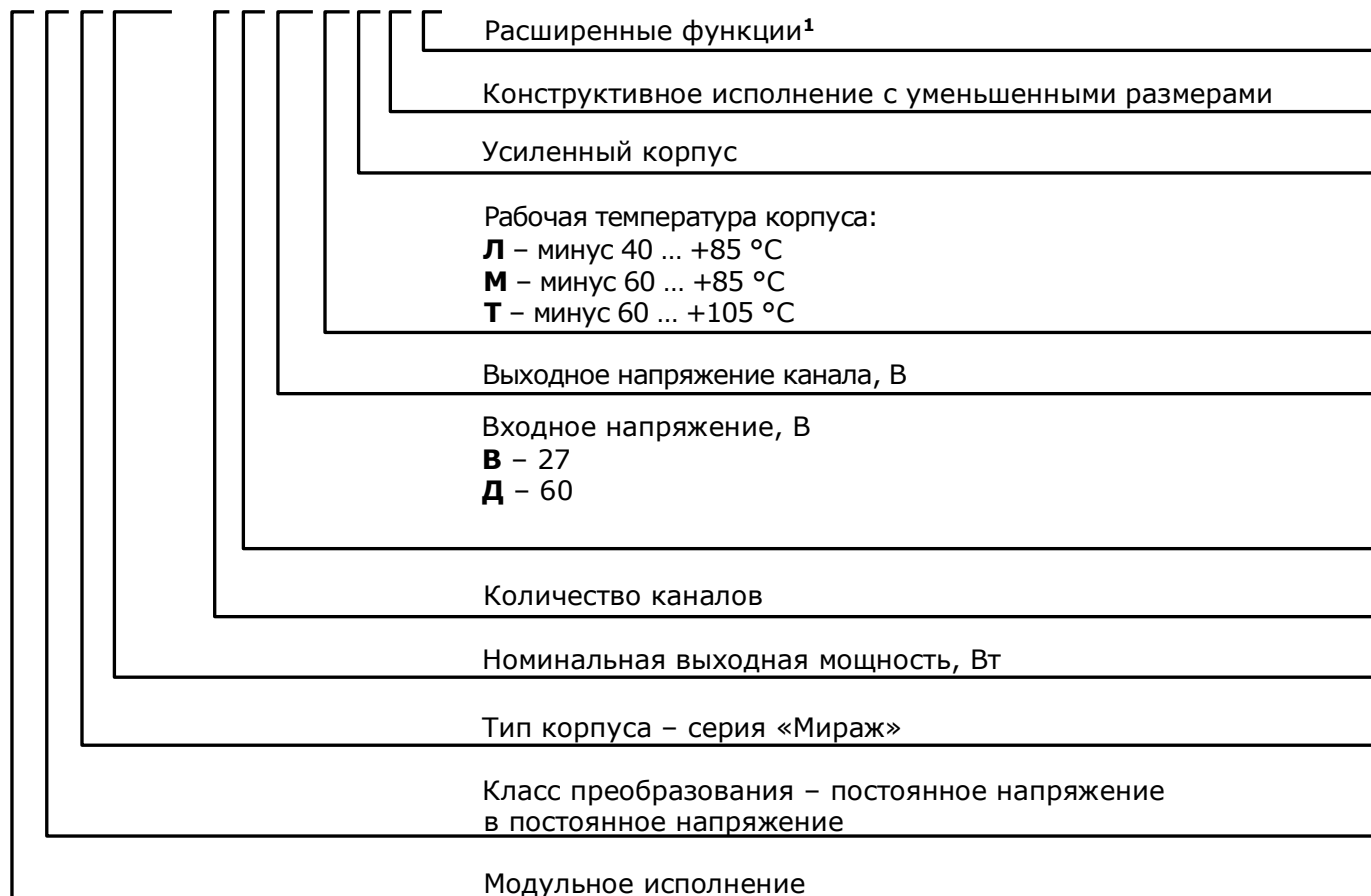 Расширенные функции¹
Конструктивное исполнение с уменьшенными размерами
Усиленный корпус
Рабочая температура корпуса:
Л – минус 40 … +85 °С
М – минус 60 … +85 °С
Т – минус 60 … +105 °С
Выходное напряжение канала, В
Входное напряжение, В
В – 27
Д – 60
Количество каналов
Номинальная выходная мощность, Вт
Тип корпуса – серия «Мираж»
Класс преобразования – постоянное напряжение
в постоянное напряжение
Модульное исполнение